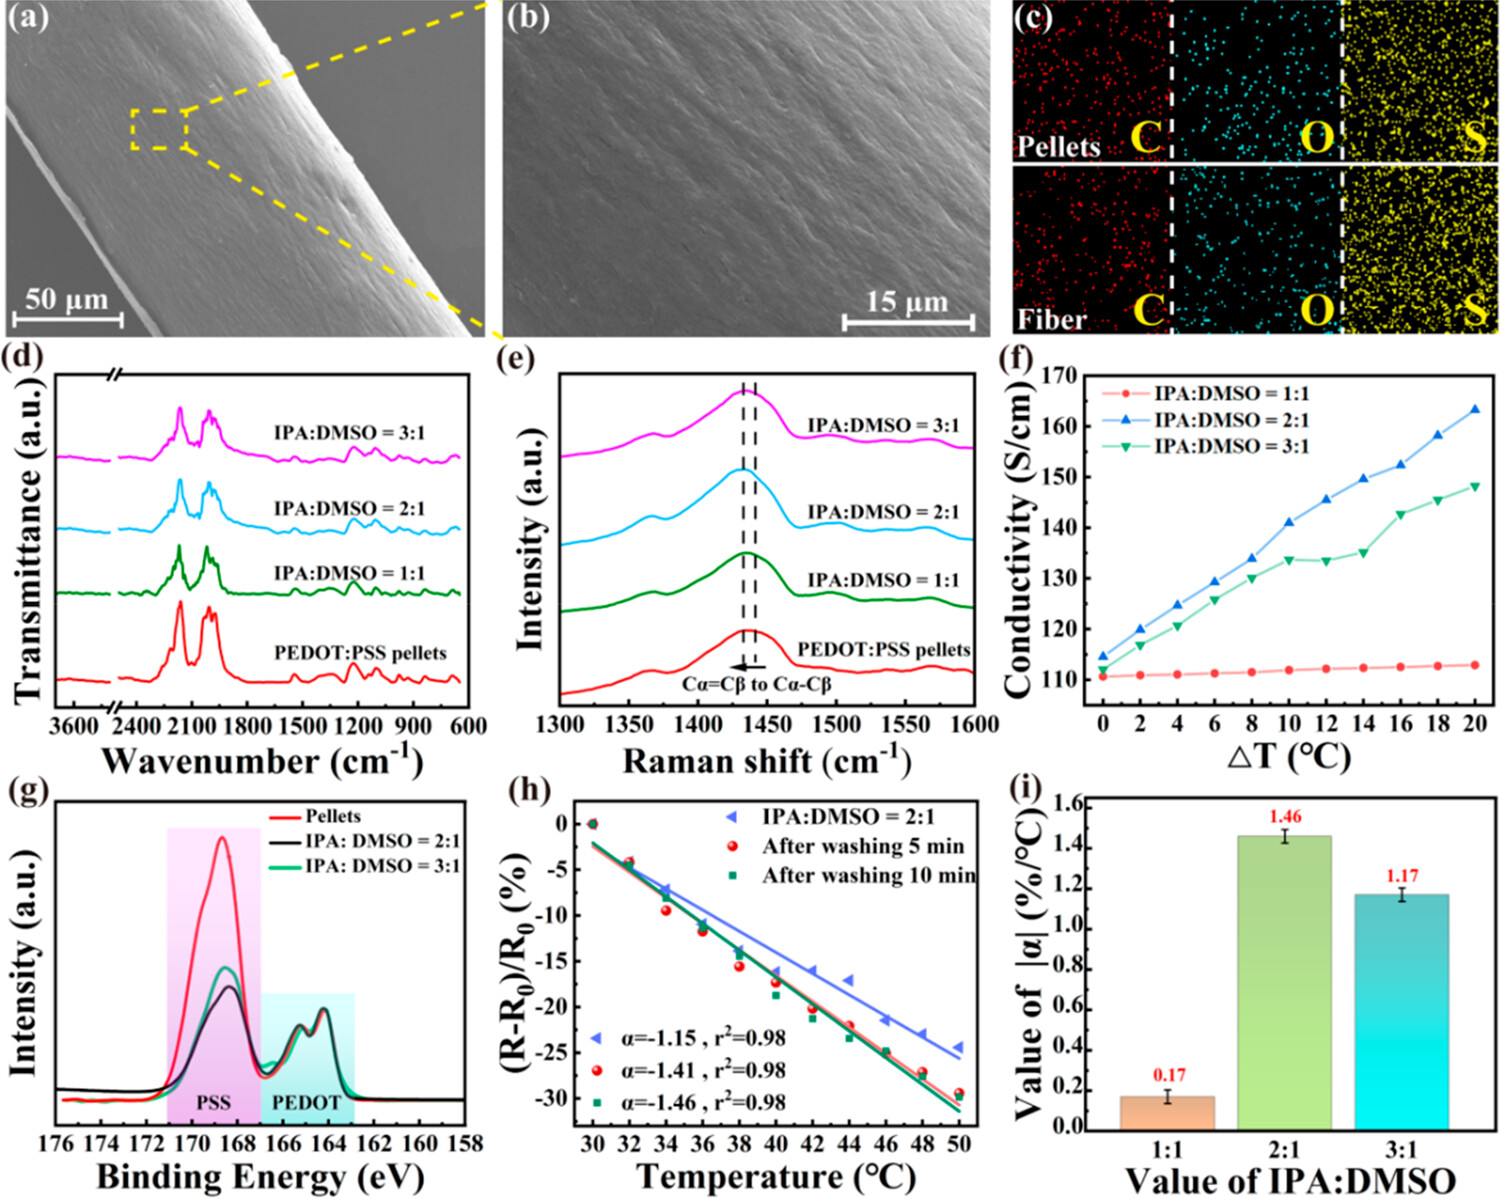 (a)
50 μm
(b)
15 μm
(c)
C
O
S
Pellets
C
O
S
Fiber
(d)
Transmittance (a.u.)
IPA:DMSO = 3:1
IPA:DMSO = 2:1
IPA:DMSO = 1:1
PEDOT:PSS pellets
3600 2400 2100 1800 1500 1200 900 600
Wavenumber (cm-1)
(e)
Intensity (a.u.)
IPA:DMSO = 3:1
IPA:DMSO = 2:1
IPA:DMSO = 1:1
PEDOT:PSS pellets
Cα=Cβ to Cα-Cβ
1300 1350 1400 1450 1500 1550 1600
Raman shift (cm-1)
(f)
Conductivity (S/cm)
170
160
150
140
130
120
110
IPA:DMSO = 1:1
IPA:DMSO = 2:1
IPA:DMSO = 3:1
0 2 4 6 8 10 12 14 16 18 20
△T (℃)
(g)
Intensity (a.u.)
Pellets
IPA: DMSO = 2:1
IPA: DMSO = 3:1
PSS
PEDOT
176 174 172 170 168 166 164 162 160 158
Binding Energy (eV)
(h)
(R-R0)/R0 (%)
0
-5
-10
-15
-20
-25
-30
IPA:DMSO = 2:1
After washing 5 min
After washing 10 min
α=-1.15 , r2=0.98
α=-1.41 , r2=0.98
α=-1.46 , r2=0.98
30 32 34 36 38 40 42 44 46 48 50
Temperature (℃)
(i)
Value of |α| (%/℃)
1.6
1.4
1.2
1.0
0.8
0.6
0.4
0.2
0.0
0.17
1.46
1.17
1:1 2:1 3:1
Value of IPA:DMSO